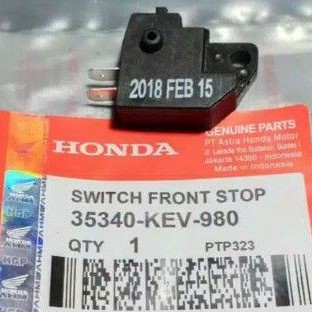 2018 FEB 15
HONDA
GENUINE PARTS
PT Astra Honda Motor
Jakarta 14350 - Indonesia
Made in Indonesia
SWITCH FRONT STOP
35340-KEV-980
QTY 1 PTP323
HGP